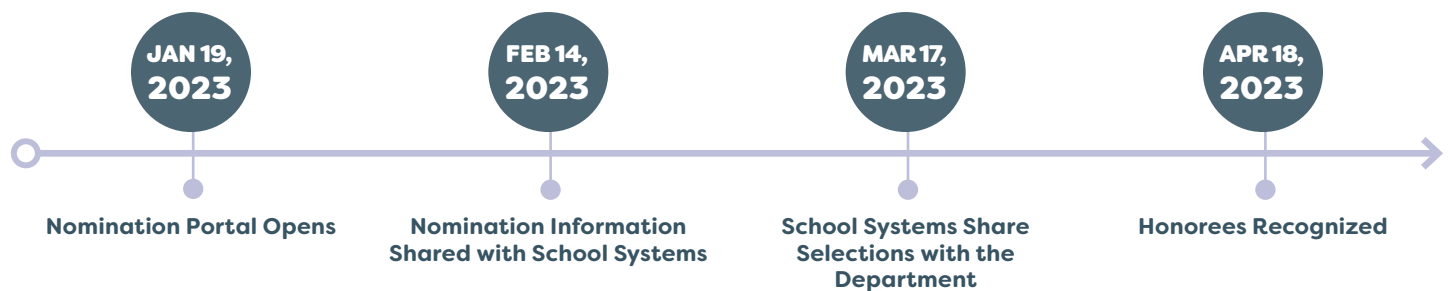 JAN 19,
2023
FEB 14,
2023
MAR 17,
2023
APR 18,
2023
Nomination Portal Opens
Nomination Information
Shared with School Systems
School Systems Share
Selections with the
Department
Honorees Recognized